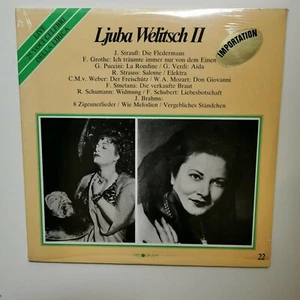 Ljuba Welitsch II
IMPORTATION
J. Strauß: Die Fledermaus
F. Grothe: Ich träumte immer nur von dem Einen
G. Puccini: La Rondine / G. Verdi: Aida
R. Strauss: Salome / Elektra
C.M.v. Weber: Der Freischütz / W.A. Mozart: Don Giovanni
F. Smetana: Die verkaufte Braut
R. Schumann: Widmung / F. Schubert: Liebesbotschaft
J. Brahms:
8 Zigeunerlieder / Wie Melodien / Vergebliches Ständchen
22